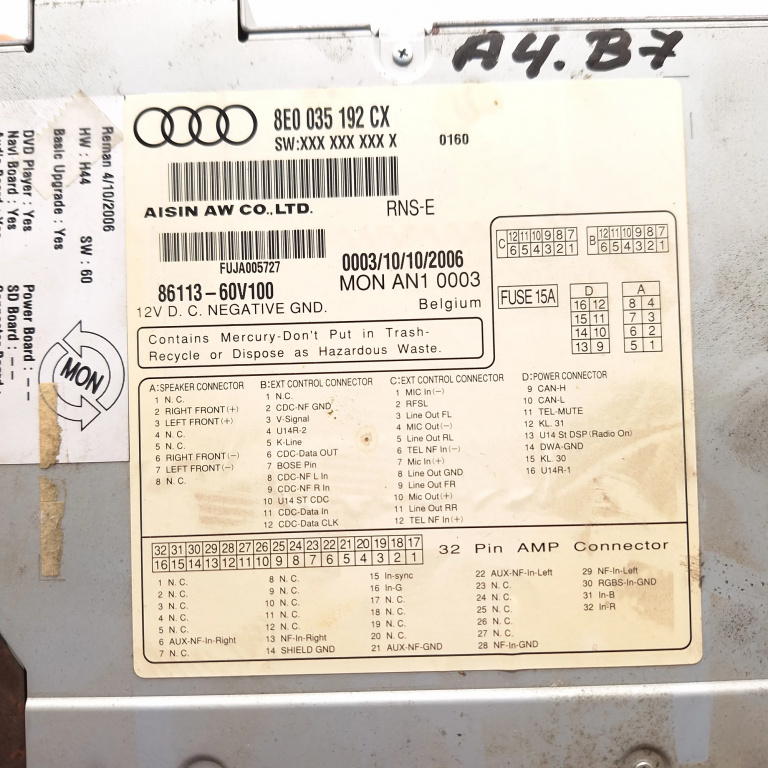 A4.B7
8E0 035 192 CX
SW:XXX XXX XXX X 0160
AISIN AW CO.,LTD. RNS-E
FUJA005727
86113-60V100
0003/10/10/2006
MON AN1 0003
12V D. C. NEGATIVE GND. Belgium
Contains Mercury-Don't Put in Trash-
Recycle or Dispose as Hazardous Waste.
C 12 11 10 9 8 7
6 5 4 3 2 1
B 12 11 10 9 8 7
6 5 4 3 2 1
FUSE 15A
D
16 12
15 11
14 10
13 9
A
8 4
7 3
6 2
5 1
A:SPEAKER CONNECTOR
1 N.C.
2 RIGHT FRONT(+)
3 LEFT FRONT(+)
4 N.C.
5 N.C.
6 RIGHT FRONT(-)
7 LEFT FRONT(-)
8 N.C.
B:EXT CONTROL CONNECTOR
1 N.C.
2 CDC-NF GND
3 V-Signal
4 U14R-2
5 K-Line
6 CDC-Data OUT
7 BOSE Pin
8 CDC-NF L In
9 CDC-NF R In
10 U14 ST CDC
11 CDC-Data In
12 CDC-Data CLK
C:EXT CONTROL CONNECTOR
1 MIC In(-)
2 RFSL
3 Line Out FL
4 MIC Out(-)
5 Line Out RL
6 TEL NF In(-)
7 Mic In(+)
8 Line Out GND
9 Line Out FR
10 Mic Out(+)
11 Line Out RR
12 TEL NF In(+)
D:POWER CONNECTOR
9 CAN-H
10 CAN-L
11 TEL-MUTE
12 KL. 31
13 U14 St DSP (Radio On)
14 DWA-GND
15 KL. 30
16 U14R-1
32 31 30 29 28 27 26 25 24 23 22 21 20 19 18 17
16 15 14 13 12 11 10 9 8 7 6 5 4 3 2 1
32 Pin AMP Connector
1 N.C.
2 N.C.
3 N.C.
4 N.C.
5 N.C.
6 AUX-NF-In-Right
7 N.C.
8 N.C.
9 N.C.
10 N.C.
11 N.C.
12 N.C.
13 NF-In-Right
14 SHIELD GND
15 In-sync
16 In-G
17 N.C.
18 N.C.
19 N.C.
20 N.C.
21 AUX-NF-GND
22 AUX-NF-In-Left
23 N.C.
24 N.C.
25 N.C.
26 N.C.
27 N.C.
28 NF-In-GND
29 NF-In-Left
30 RGBS-In-GND
31 In-B
32 In-R
Reman 4/10/2006
HW : H44 SW : 60
Basic Upgrade : Yes
DVD Player : Yes Power Board : - -
Navi Board : Yes SD Board : - -
MON